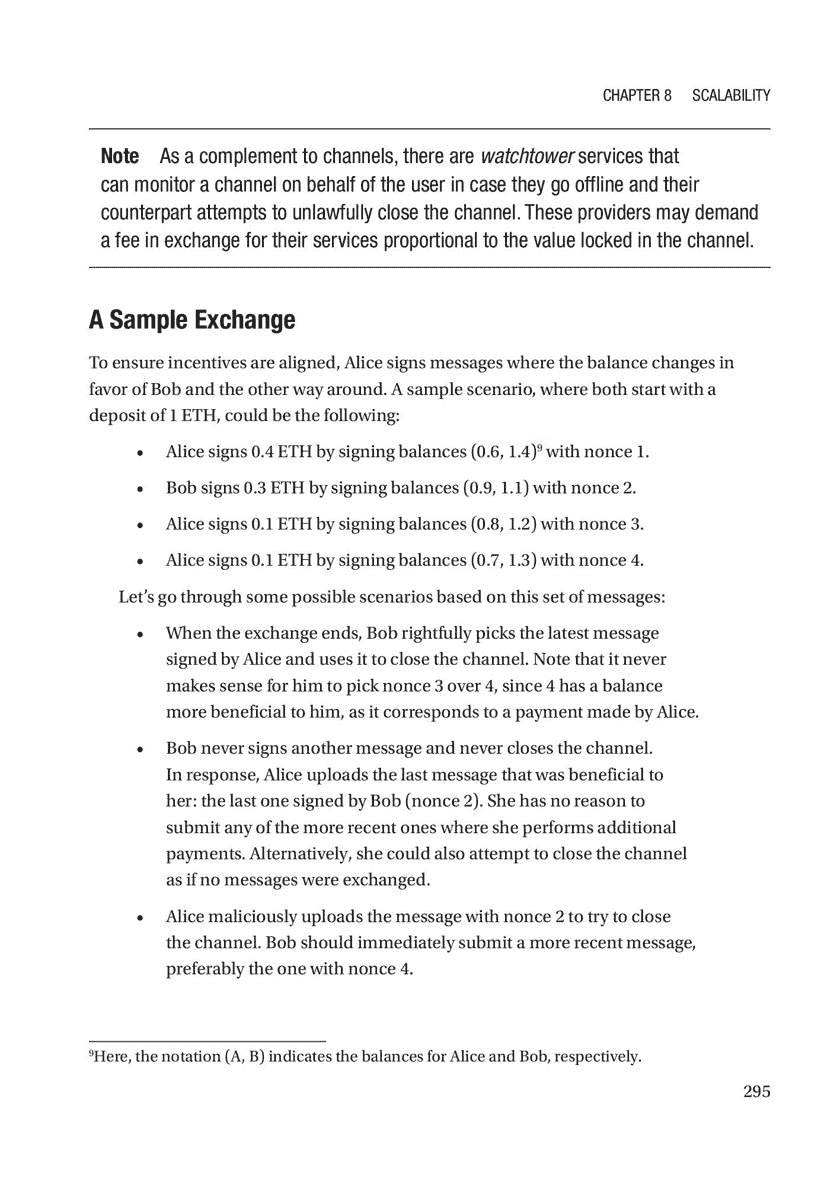 CHAPTER 8 SCALABILITY
Note As a complement to channels, there are watchtower services that
can monitor a channel on behalf of the user in case they go offline and their
counterpart attempts to unlawfully close the channel. These providers may demand
a fee in exchange for their services proportional to the value locked in the channel.
A Sample Exchange
To ensure incentives are aligned, Alice signs messages where the balance changes in
favor of Bob and the other way around. A sample scenario, where both start with a
deposit of 1 ETH, could be the following:
• Alice signs 0.4 ETH by signing balances (0.6, 1.4)⁹ with nonce 1.
• Bob signs 0.3 ETH by signing balances (0.9, 1.1) with nonce 2.
• Alice signs 0.1 ETH by signing balances (0.8, 1.2) with nonce 3.
• Alice signs 0.1 ETH by signing balances (0.7, 1.3) with nonce 4.
Let's go through some possible scenarios based on this set of messages:
• When the exchange ends, Bob rightfully picks the latest message
signed by Alice and uses it to close the channel. Note that it never
makes sense for him to pick nonce 3 over 4, since 4 has a balance
more beneficial to him, as it corresponds to a payment made by Alice.
• Bob never signs another message and never closes the channel.
In response, Alice uploads the last message that was beneficial to
her: the last one signed by Bob (nonce 2). She has no reason to
submit any of the more recent ones where she performs additional
payments. Alternatively, she could also attempt to close the channel
as if no messages were exchanged.
• Alice maliciously uploads the message with nonce 2 to try to close
the channel. Bob should immediately submit a more recent message,
preferably the one with nonce 4.
⁹Here, the notation (A, B) indicates the balances for Alice and Bob, respectively.
295